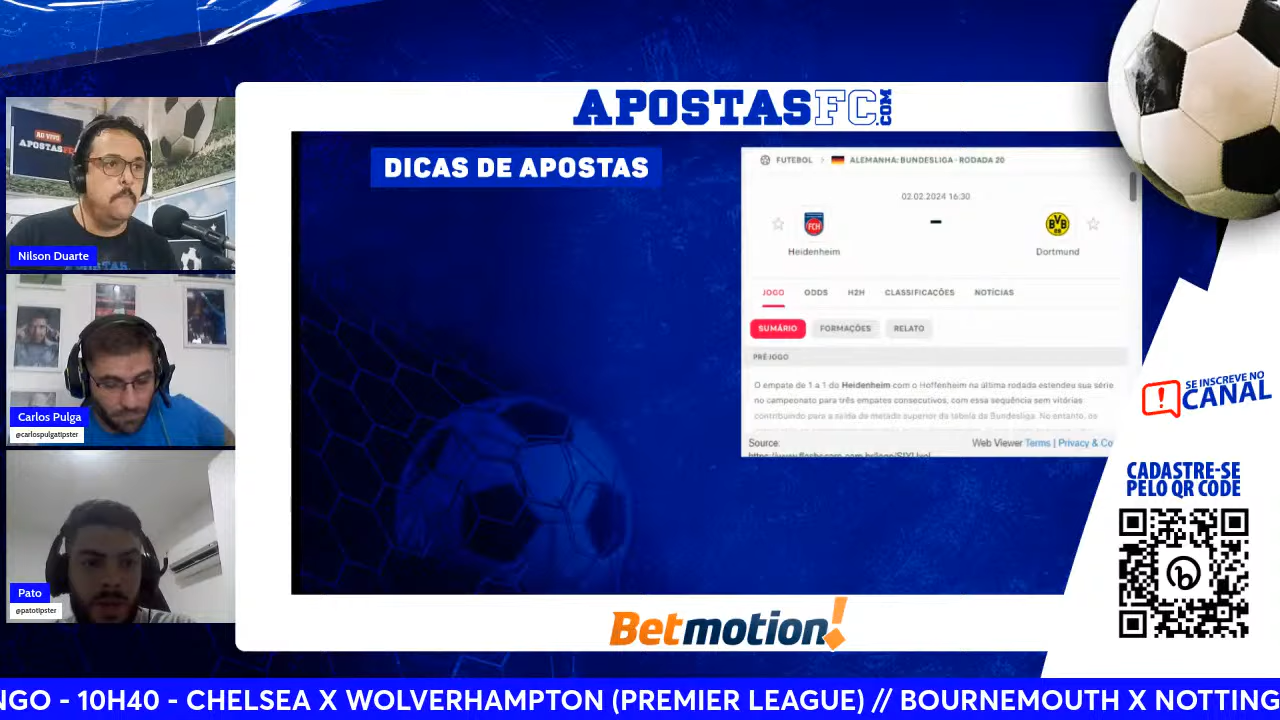 APOSTASFC.COM
DICAS DE APOSTAS
FUTEBOL > ALEMANHA: BUNDESLIGA - RODADA 20
02.02.2024 16:30
-
Heidenheim
Dortmund
JOGO ODDS H2H CLASSIFICAÇÕES NOTÍCIAS
SUMÁRIO FORMAÇÕES RELATO
PRÉ-JOGO
O empate de 1 a 1 do Heidenheim com o Hoffenheim na última rodada estendeu sua série
no campeonato para três empates consecutivos, com essa sequência sem vitórias
contribuindo para a saída da metade superior da tabela da Bundesliga. No entanto, os
Source:
Web Viewer Terms | Privacy & Co
AO VIVO
APOSTASF
Nilson Duarte
Carlos Pulga
@carlospulgatipster
Pato
@patotipster
SE INSCREVE NO
CANAL
CADASTRE-SE
PELO QR CODE
Betmotion!
NGO - 10H40 - CHELSEA X WOLVERHAMPTON (PREMIER LEAGUE) // BOURNEMOUTH X NOTTING